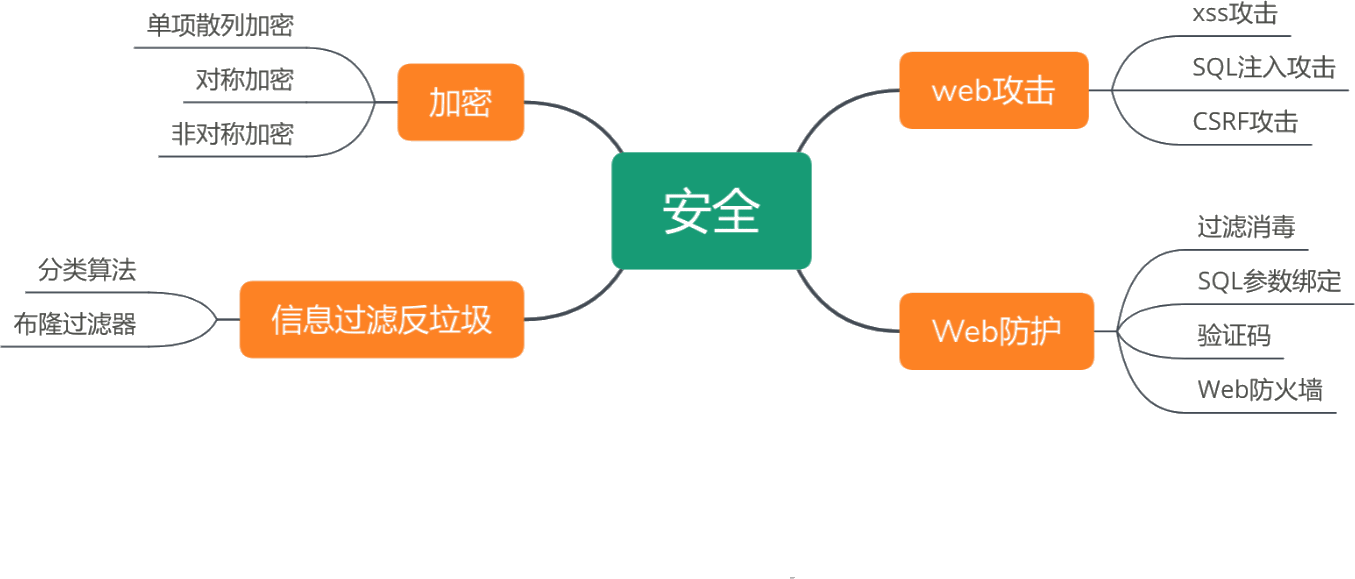 安全
web攻击
xss攻击
SQL注入攻击
CSRF攻击
Web防护
过滤消毒
SQL参数绑定
验证码
Web防火墙
加密
单项散列加密
对称加密
非对称加密
信息过滤反垃圾
分类算法
布隆过滤器